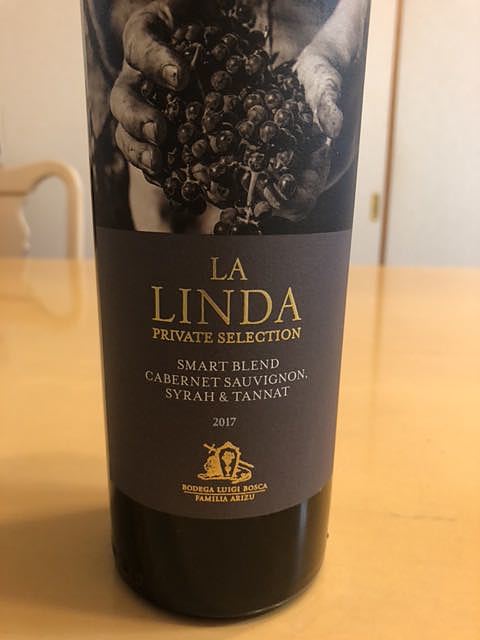 LA
LINDA
PRIVATE SELECTION
SMART BLEND
CABERNET SAUVIGNON,
SYRAH & TANNAT
2017
BODEGA LUIGI BOSCA
FAMILIA ARIZU